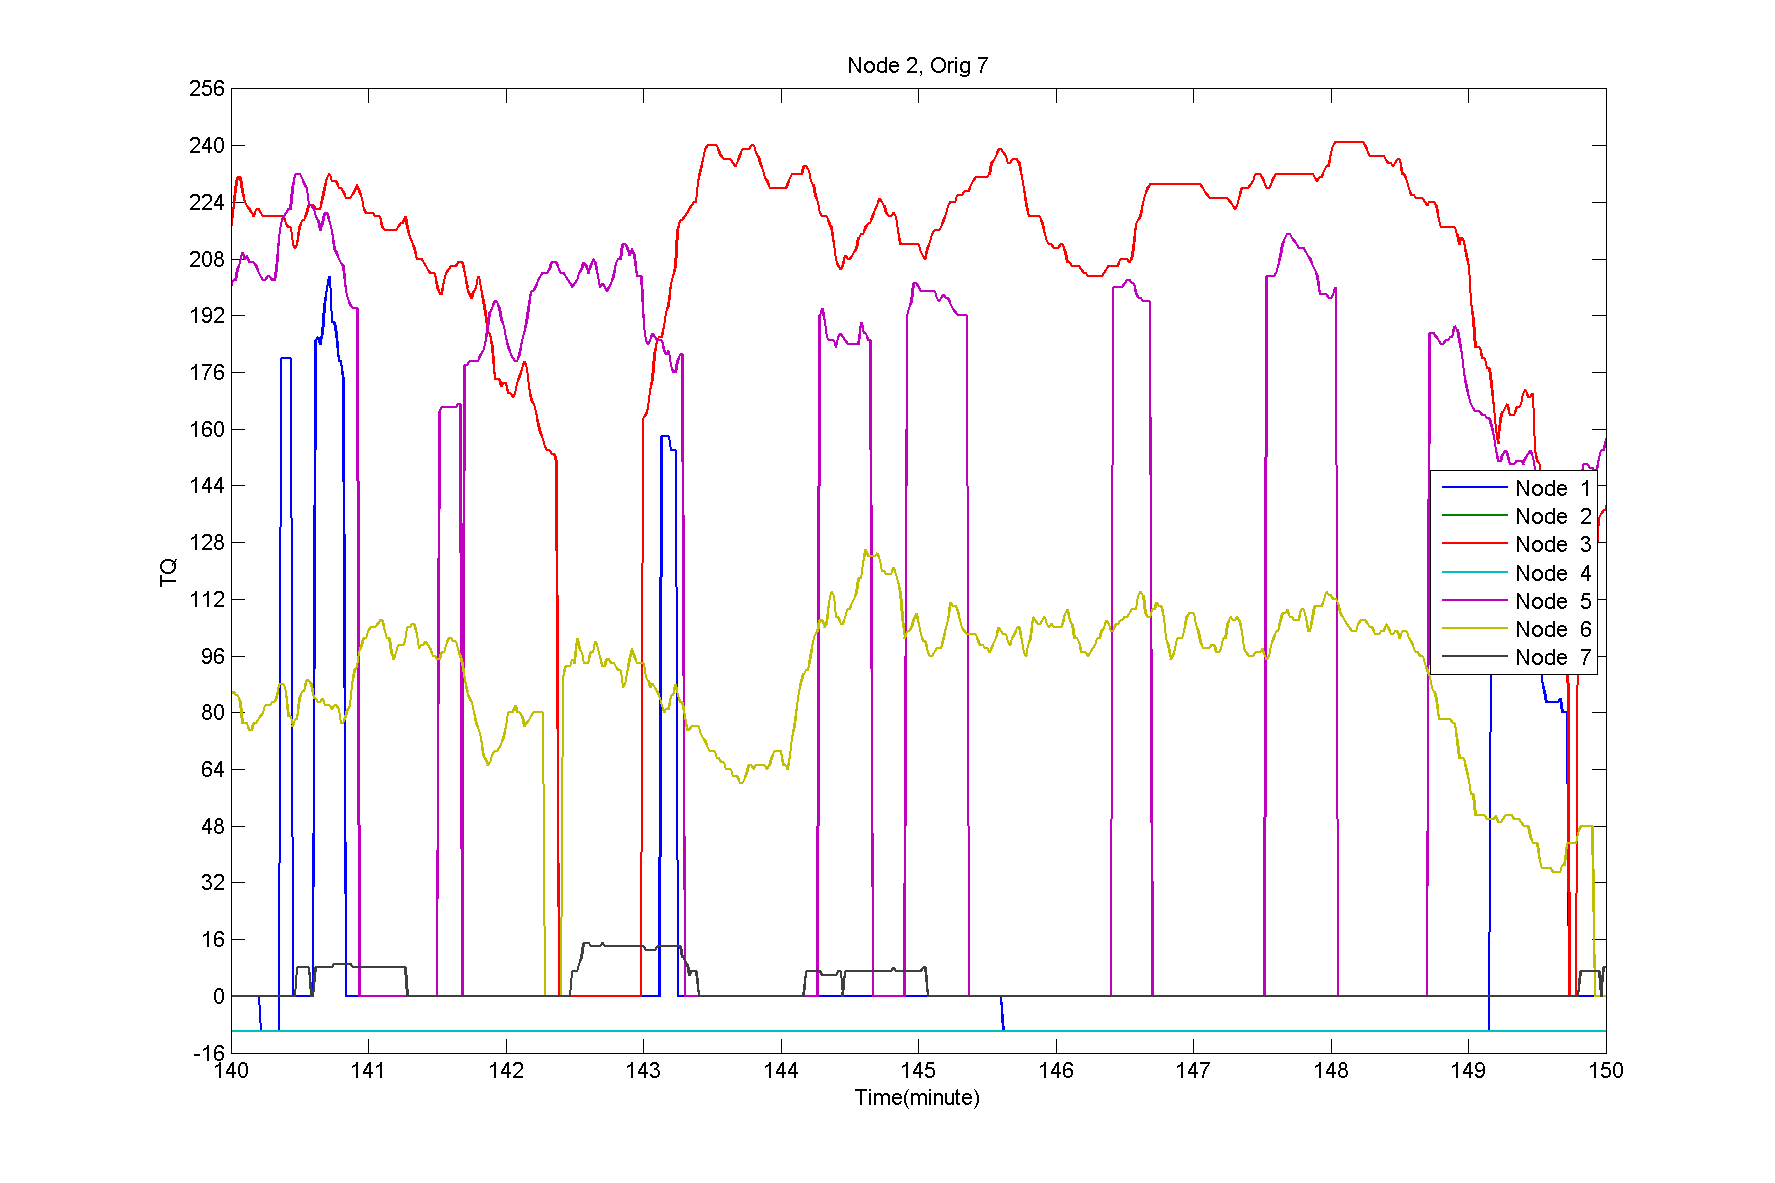 Node 2, Orig 7
256
240
224
208
192
176
160
144
128
112
96
80
64
48
32
16
0
-16
TQ
Node 1
Node 2
Node 3
Node 4
Node 5
Node 6
Node 7
140 141 142 143 144 145 146 147 148 149 150
Time(minute)